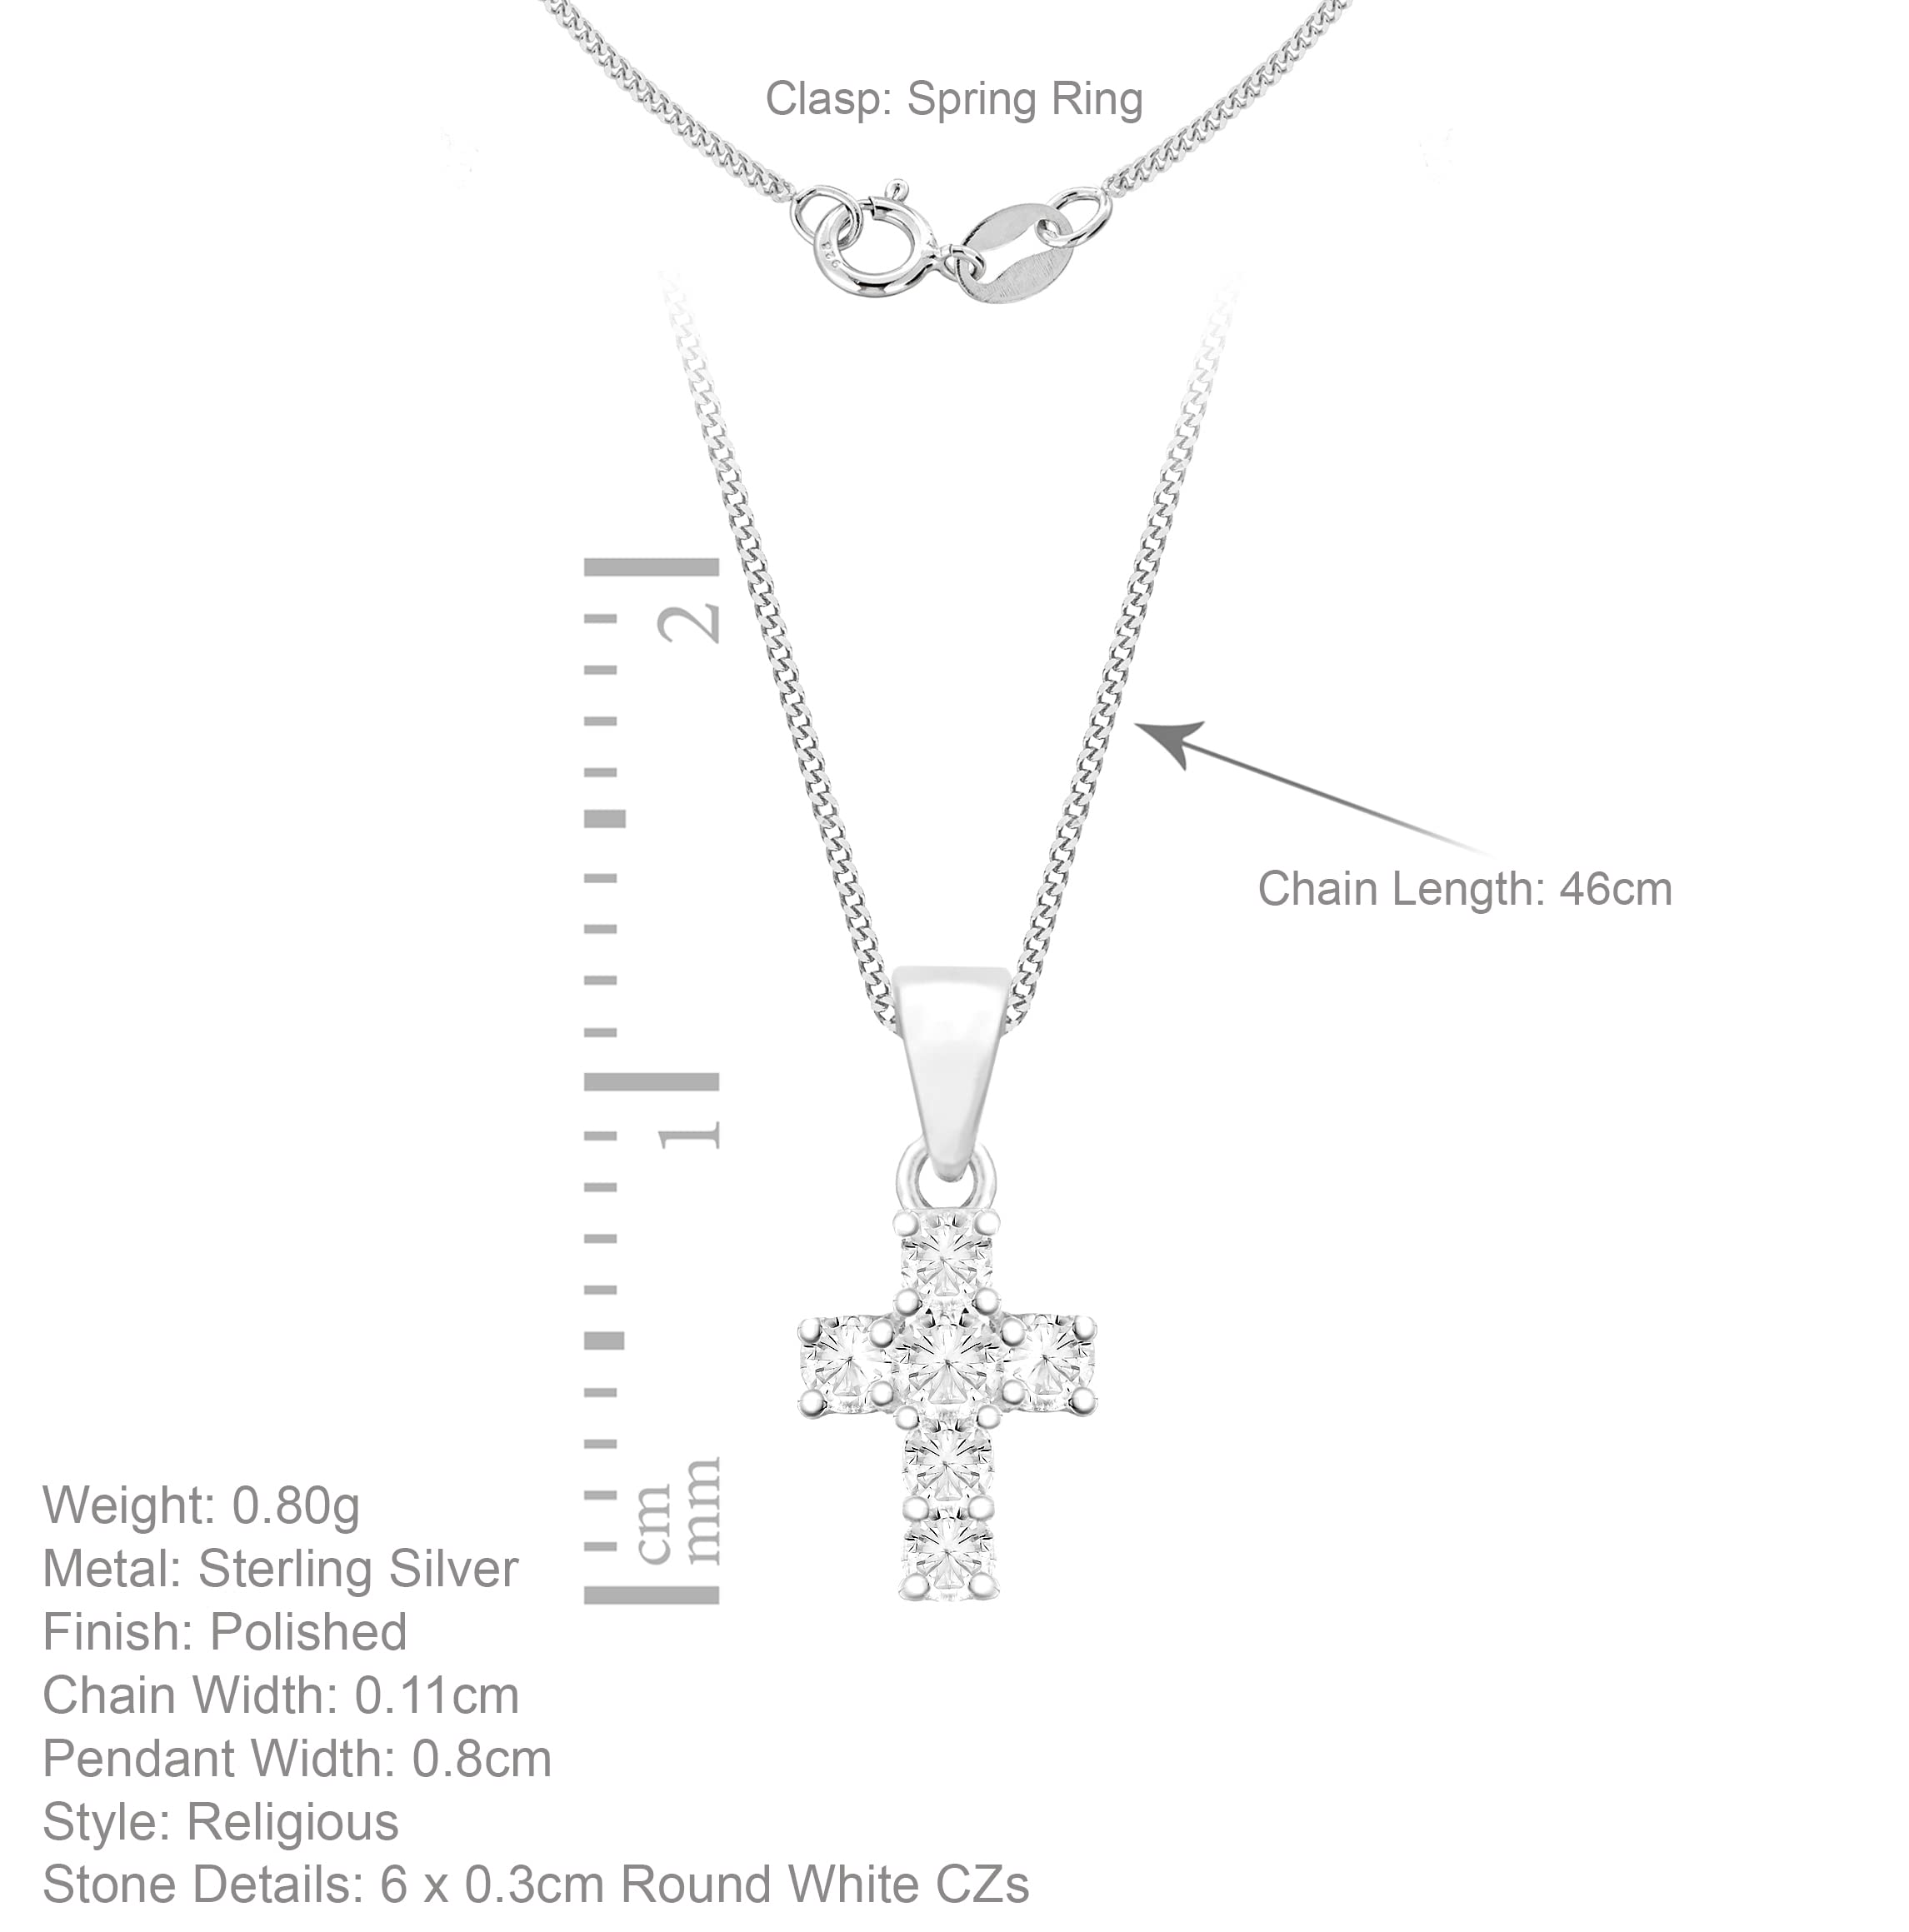 Clasp: Spring Ring
925
2
Chain Length: 46cm
1
cm
mm
Weight: 0.80g
Metal: Sterling Silver
Finish: Polished
Chain Width: 0.11cm
Pendant Width: 0.8cm
Style: Religious
Stone Details: 6 x 0.3cm Round White CZs